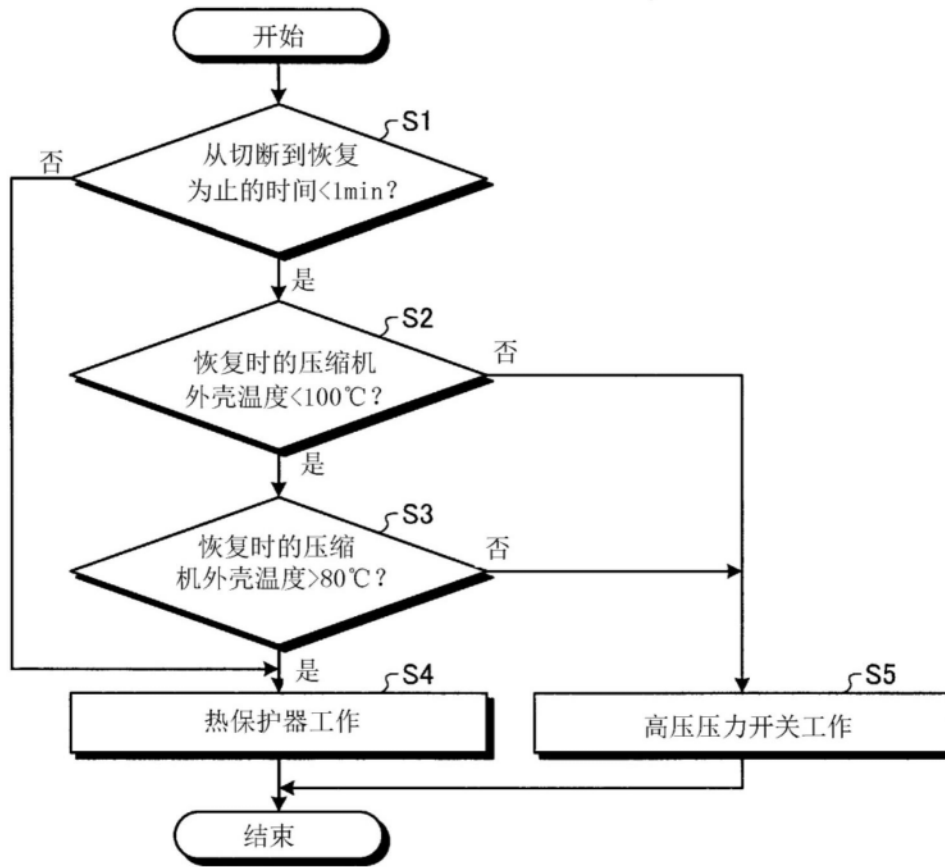 开始
S1
否
从切断到恢复
为止的时间<1min?
是
S2
否
恢复时的压缩机
外壳温度<100℃?
是
S3
否
恢复时的压缩
机外壳温度>80℃?
是
S4
S5
热保护器工作
高压压力开关工作
结束